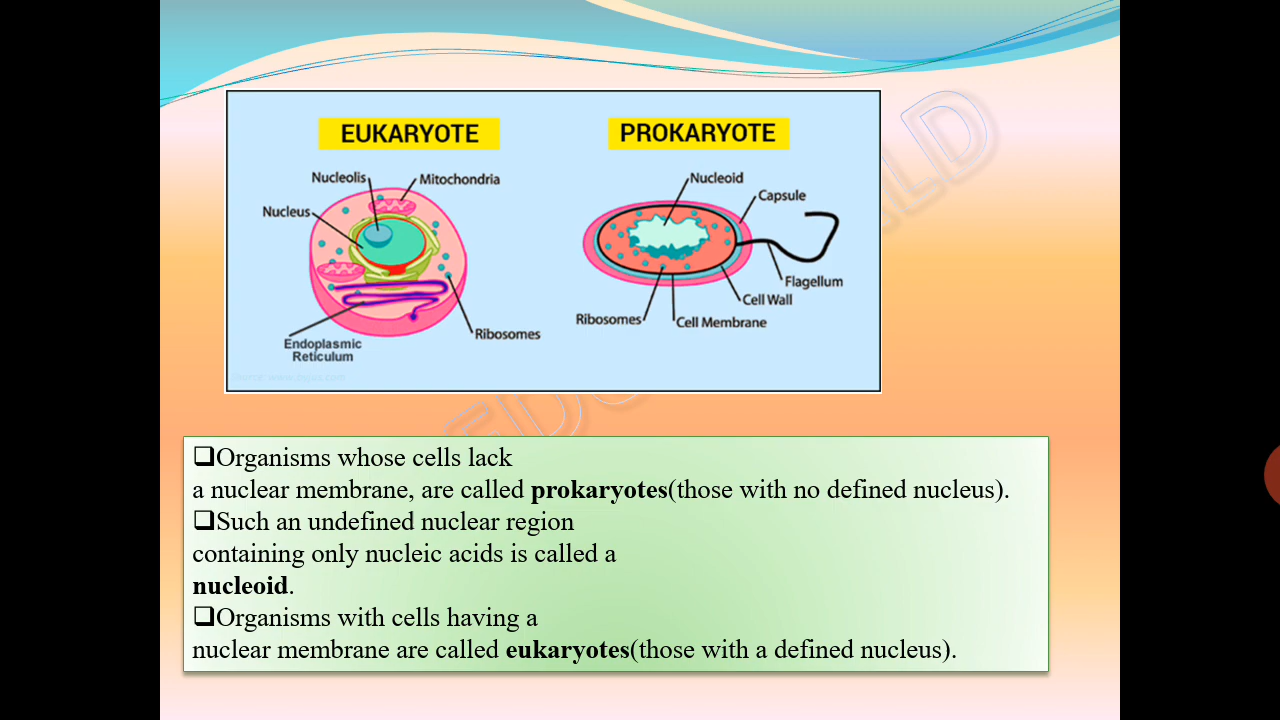 EUKARYOTE
PROKARYOTE
Nucleolis
Mitochondria
Nucleus
Ribosomes
Endoplasmic
Reticulum
Nucleoid
Capsule
Flagellum
Cell Wall
Cell Membrane
Ribosomes
❑Organisms whose cells lack
a nuclear membrane, are called prokaryotes(those with no defined nucleus).
❑Such an undefined nuclear region
containing only nucleic acids is called a
nucleoid.
❑Organisms with cells having a
nuclear membrane are called eukaryotes(those with a defined nucleus).